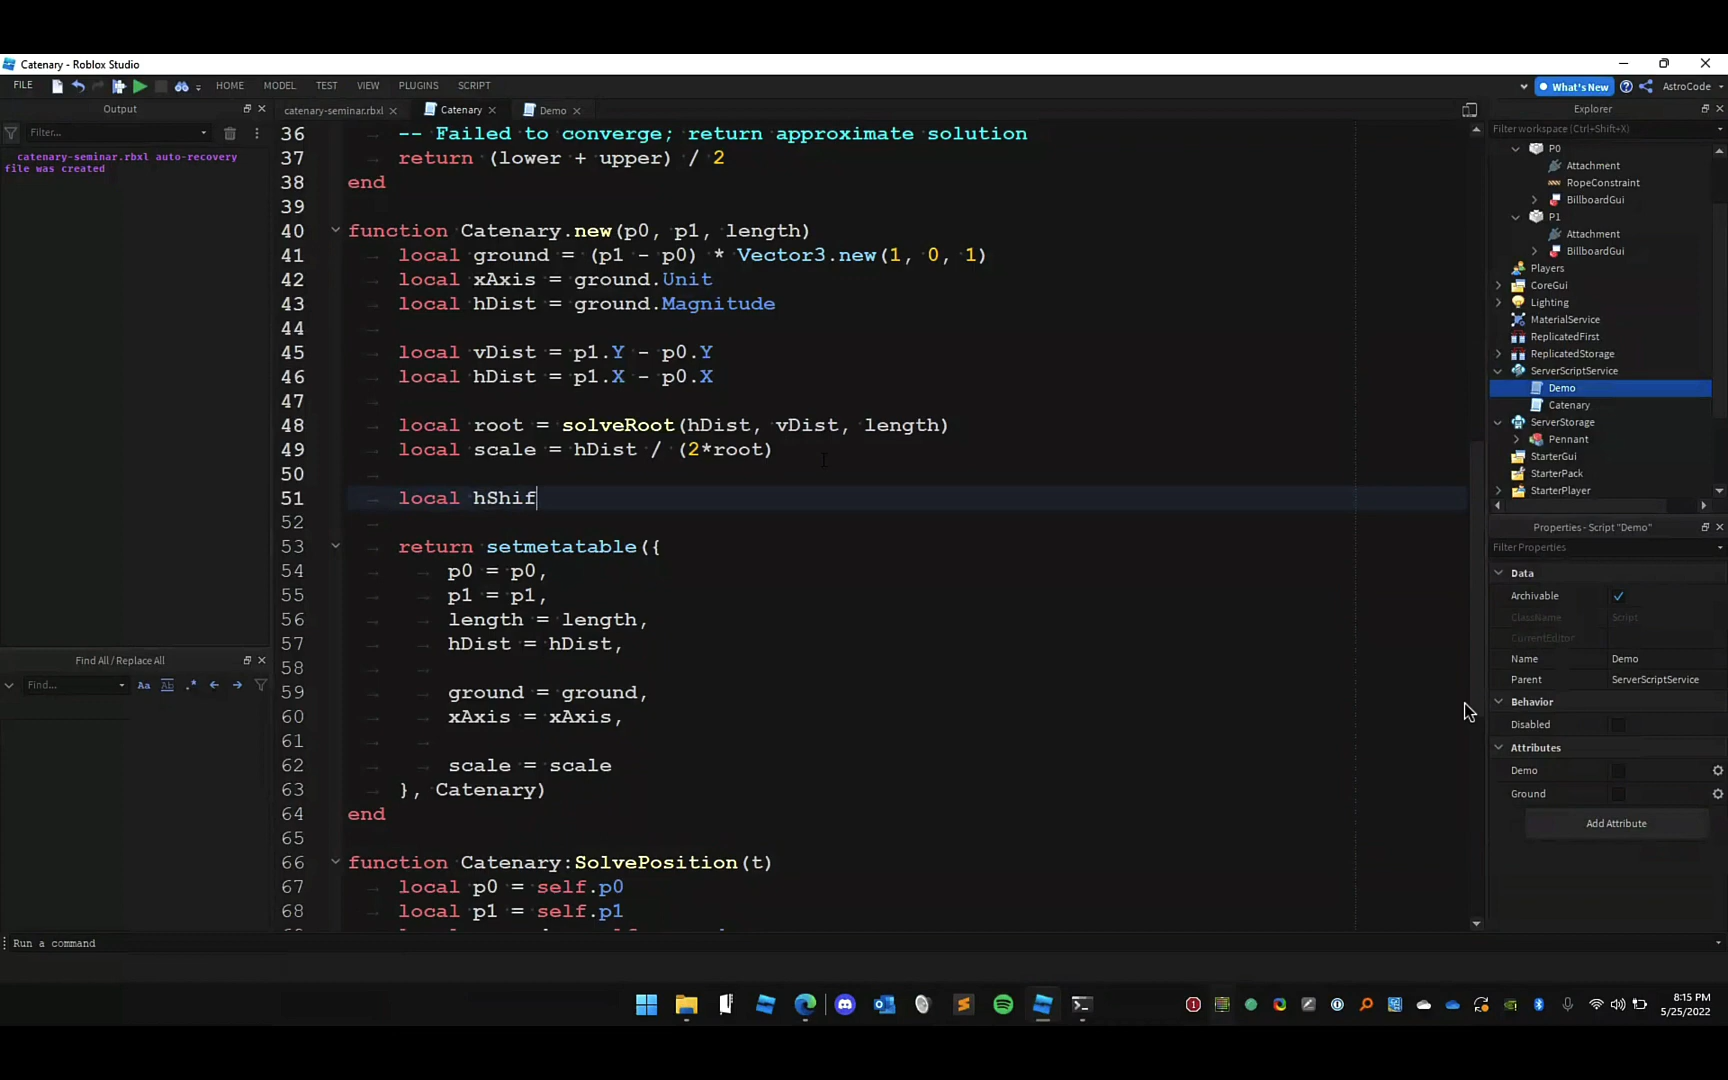 Catenary - Roblox Studio
FILE HOME MODEL TEST VIEW PLUGINS SCRIPT What's New AstroCode
Output
Filter...
catenary-seminar.rbxl auto-recovery
file was created
Find All / Replace All
Find... Aa Ab .*
catenary-seminar.rbxl Catenary Demo
36 -- Failed to converge; return approximate solution
37 return (lower + upper) / 2
38 end
39
40 function Catenary.new(p0, p1, length)
41 local ground = (p1 - p0) * Vector3.new(1, 0, 1)
42 local xAxis = ground.Unit
43 local hDist = ground.Magnitude
44
45 local vDist = p1.Y - p0.Y
46 local hDist = p1.X - p0.X
47
48 local root = solveRoot(hDist, vDist, length)
49 local scale = hDist / (2*root)
50
51 local hShif
52
53 return setmetatable({
54 p0 = p0,
55 p1 = p1,
56 length = length,
57 hDist = hDist,
58
59 ground = ground,
60 xAxis = xAxis,
61
62 scale = scale
63 }, Catenary)
64 end
65
66 function Catenary:SolvePosition(t)
67 local p0 = self.p0
68 local p1 = self.p1
Explorer
Filter workspace (Ctrl+Shift+X)
P0
Attachment
RopeConstraint
BillboardGui
P1
Attachment
BillboardGui
Players
CoreGui
Lighting
MaterialService
ReplicatedFirst
ReplicatedStorage
ServerScriptService
Demo
Catenary
ServerStorage
Pennant
StarterGui
StarterPack
StarterPlayer
Properties - Script "Demo"
Filter Properties
Data
Archivable
ClassName Script
CurrentEditor
Name Demo
Parent ServerScriptService
Behavior
Disabled
Attributes
Demo
Ground
Add Attribute
Run a command
8:15 PM
5/25/2022